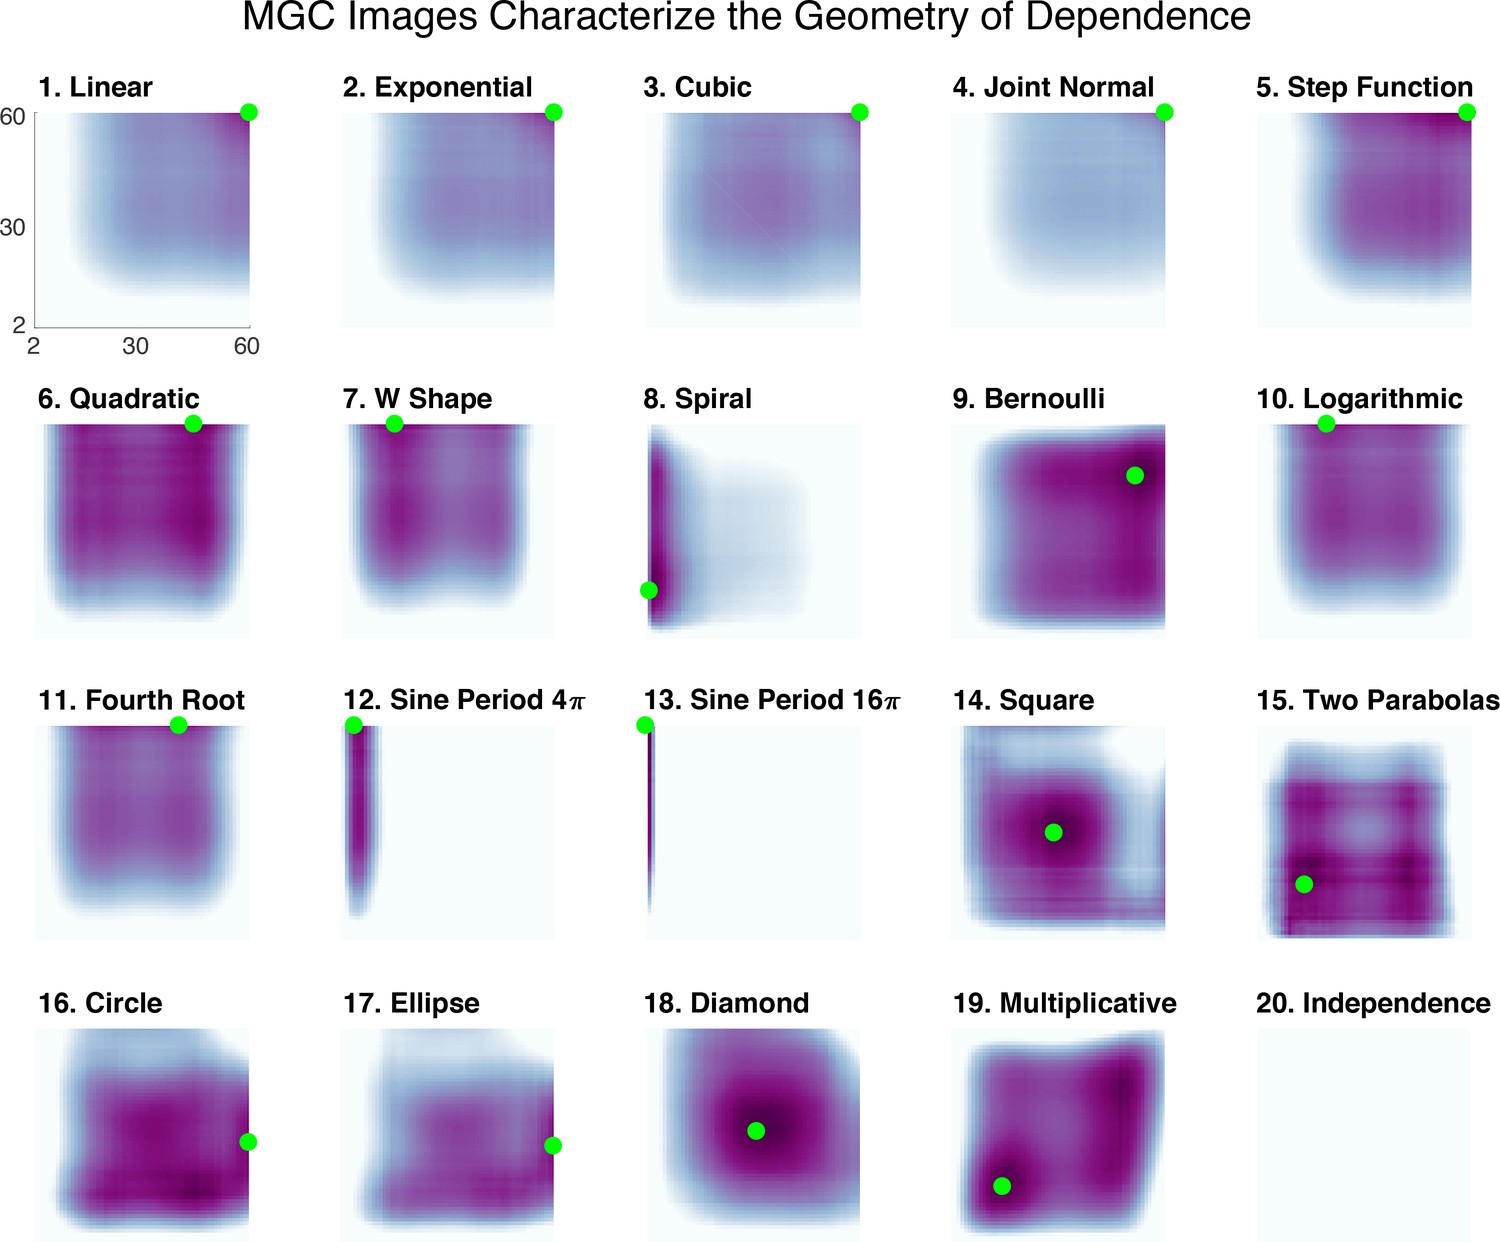 MGC Images Characterize the Geometry of Dependence
1. Linear
2. Exponential
3. Cubic
4. Joint Normal
5. Step Function
60
30
2
2 30 60
6. Quadratic
7. W Shape
8. Spiral
9. Bernoulli
10. Logarithmic
11. Fourth Root
12. Sine Period 4π
13. Sine Period 16π
14. Square
15. Two Parabolas
16. Circle
17. Ellipse
18. Diamond
19. Multiplicative
20. Independence